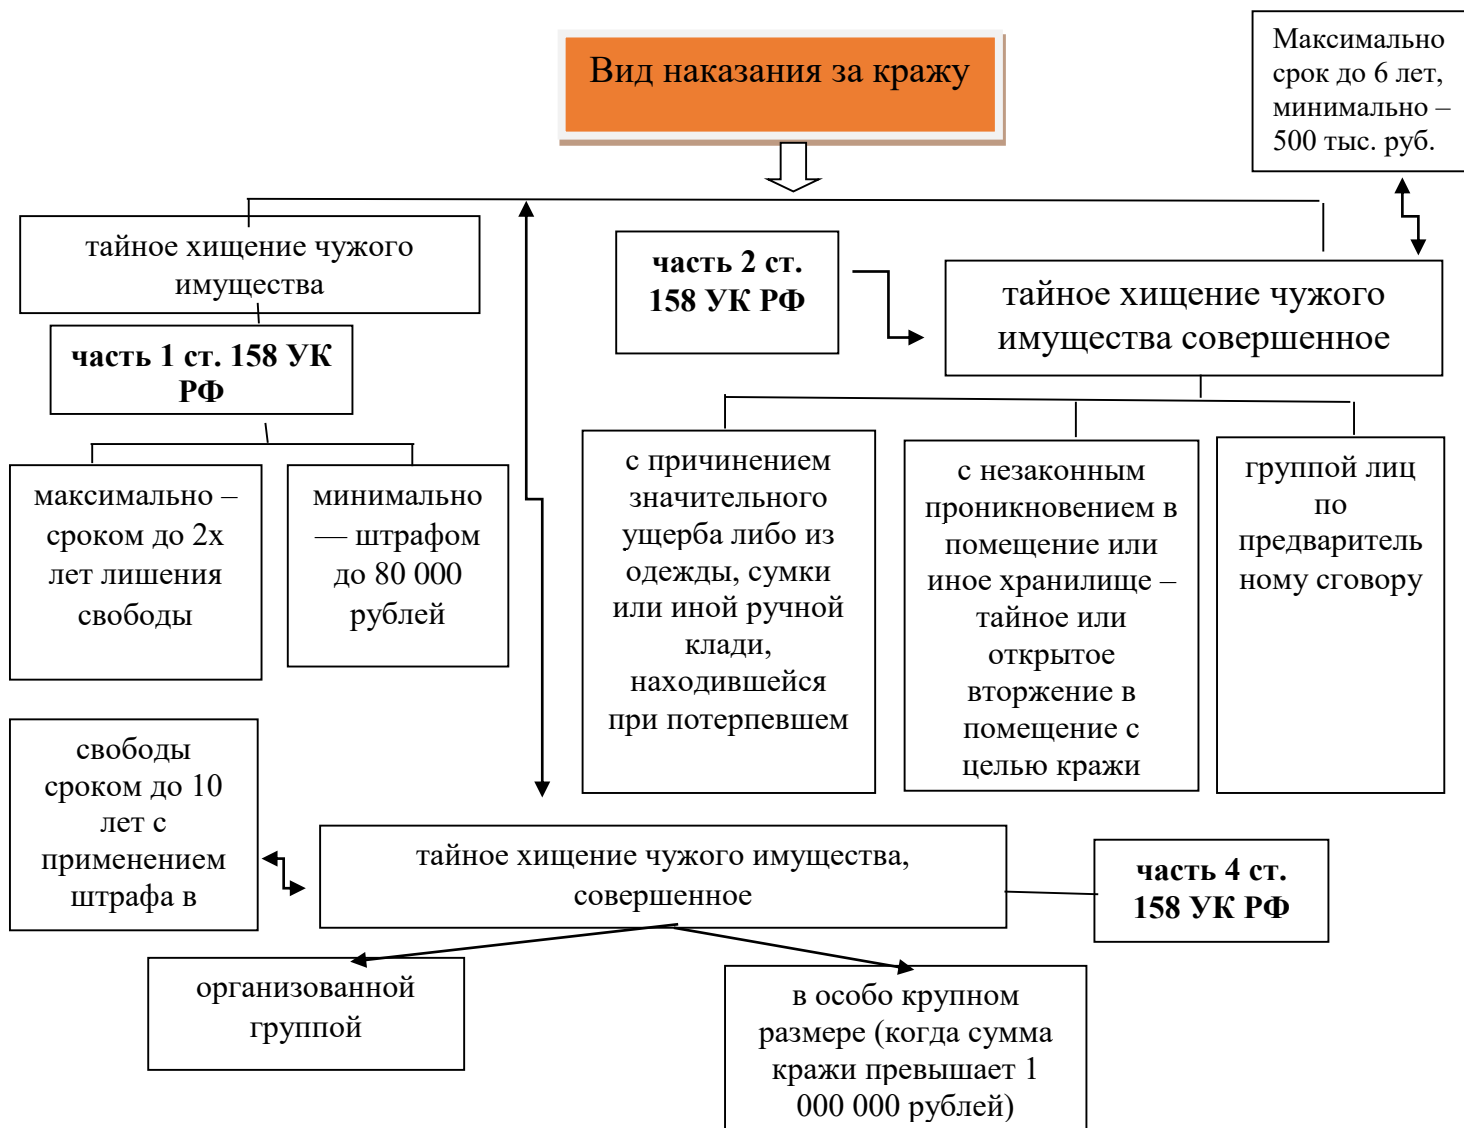 Вид наказания за кражу
Максимально
срок до 6 лет,
минимально –
500 тыс. руб.
тайное хищение чужого
имущества
часть 2 ст.
158 УК РФ
тайное хищение чужого
имущества совершенное
часть 1 ст. 158 УК
РФ
максимально –
сроком до 2х
лет лишения
свободы
минимально
— штрафом
до 80 000
рублей
с причинением
значительного
ущерба либо из
одежды, сумки
или иной ручной
клади,
находившейся
при потерпевшем
с незаконным
проникновением в
помещение или
иное хранилище –
тайное или
открытое
вторжение в
помещение с
целью кражи
группой лиц
по
предваритель
ному сговору
свободы
сроком до 10
лет с
применением
штрафа в
тайное хищение чужого имущества,
совершенное
часть 4 ст.
158 УК РФ
организованной
группой
в особо крупном
размере (когда сумма
кражи превышает 1
000 000 рублей)